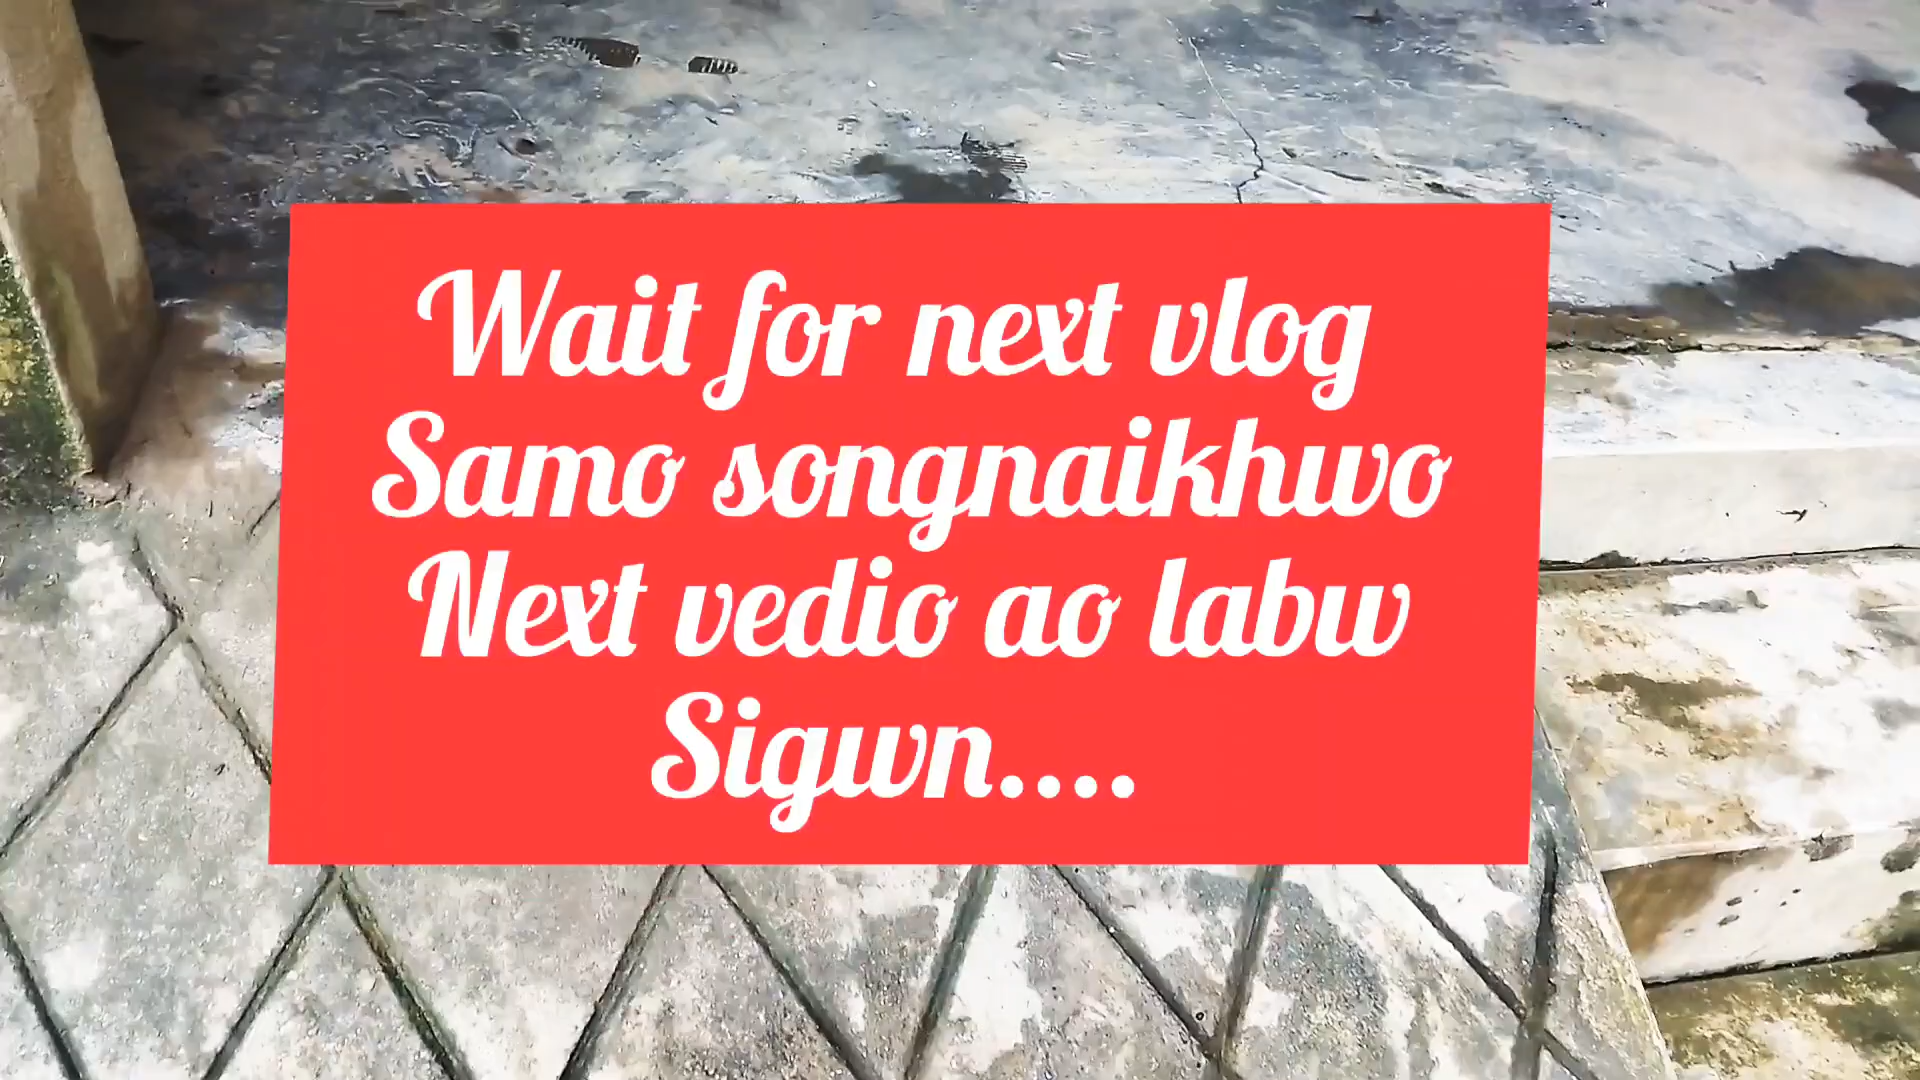 Wait for next vlog
Samo songnaikhwo
Next vedio ao labw
Sigwn....